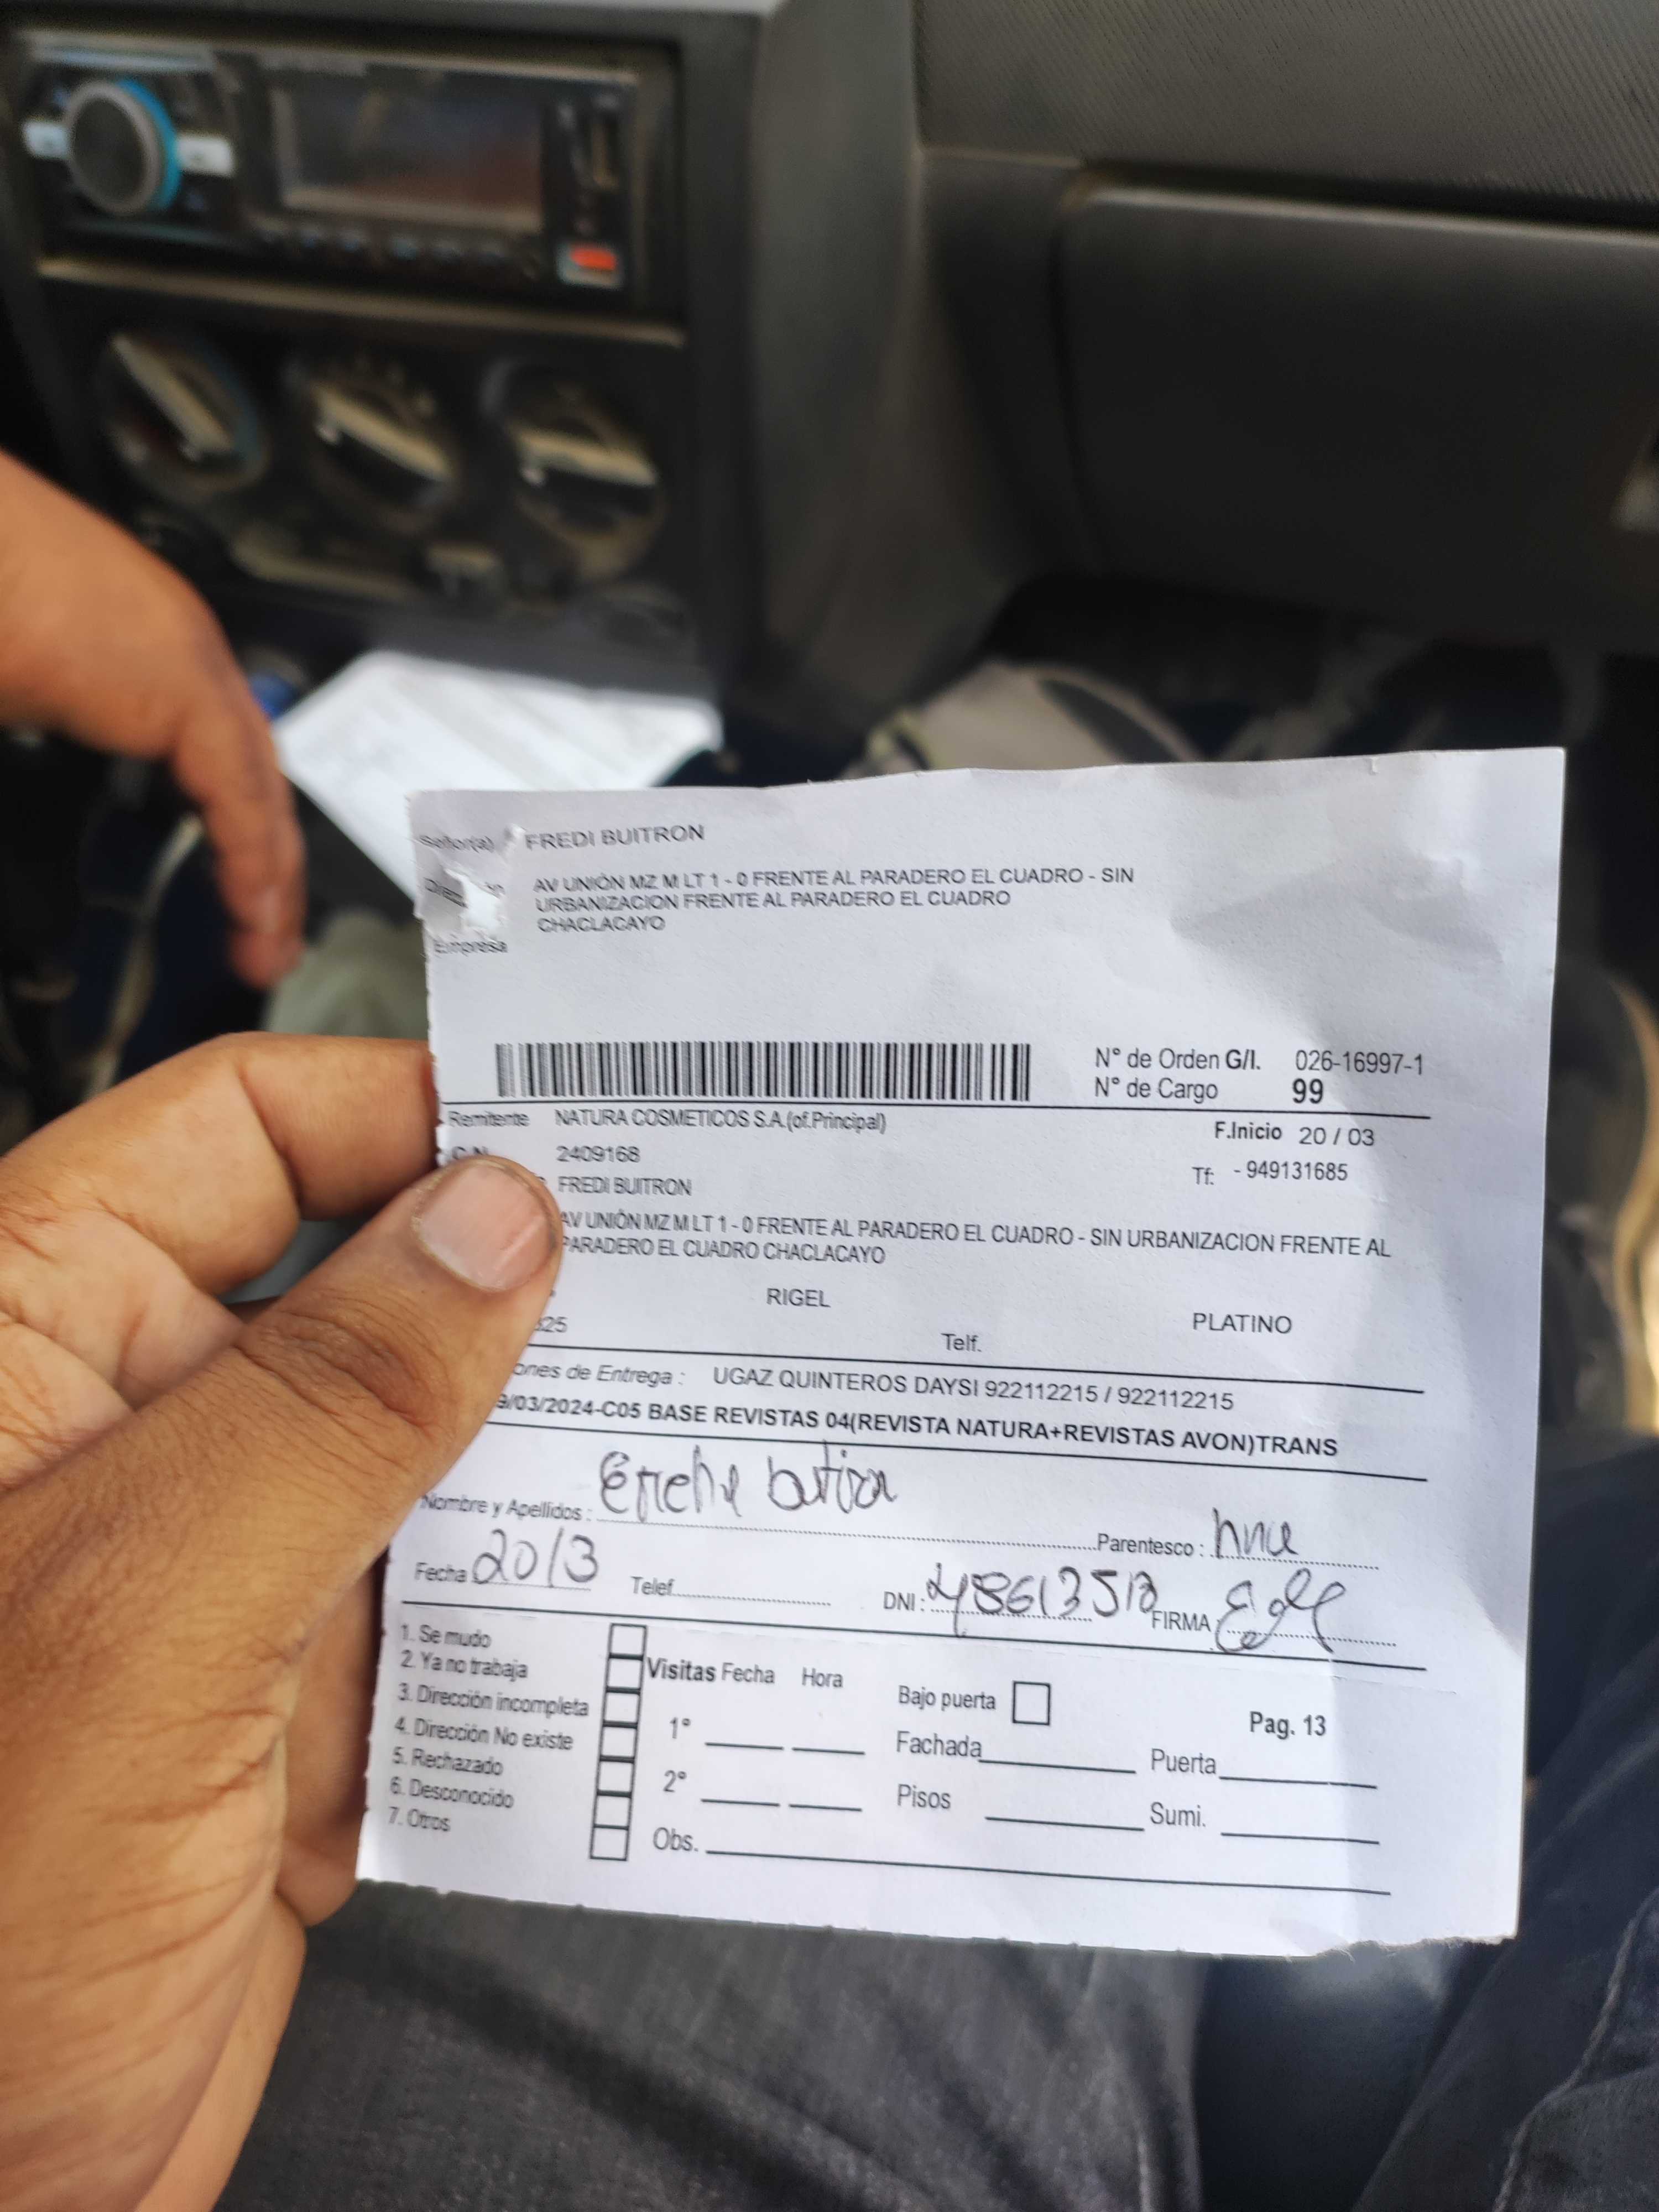 Señor(a) FREDI BUITRON
AV UNIÓN MZ M LT 1 - 0 FRENTE AL PARADERO EL CUADRO - SIN
URBANIZACION FRENTE AL PARADERO EL CUADRO
CHACLACAYO
Empresa
N° de Orden G/I. 026-16997-1
N° de Cargo 99
Remitente NATURA COSMETICOS S.A.(of.Principal)
F.Inicio 20 / 03
2409168
Tf: - 949131685
FREDI BUITRON
AV UNIÓN MZ M LT 1 - 0 FRENTE AL PARADERO EL CUADRO - SIN URBANIZACION FRENTE AL
PARADERO EL CUADRO CHACLACAYO
RIGEL PLATINO
325 Telf.
ones de Entrega : UGAZ QUINTEROS DAYSI 922112215 / 922112215
9/03/2024-C05 BASE REVISTAS 04(REVISTA NATURA+REVISTAS AVON)TRANS
Nombre y Apellidos :
Parentesco :
Fecha 20/3 Telef. DNI : FIRMA :
1. Se mudo
2. Ya no trabaja
3. Dirección incompleta
4. Dirección No existe
5. Rechazado
6. Desconocido
7. Otros
Visitas Fecha Hora
1°
2°
Obs.
Bajo puerta
Fachada
Pisos
Pag. 13
Puerta
Sumi.